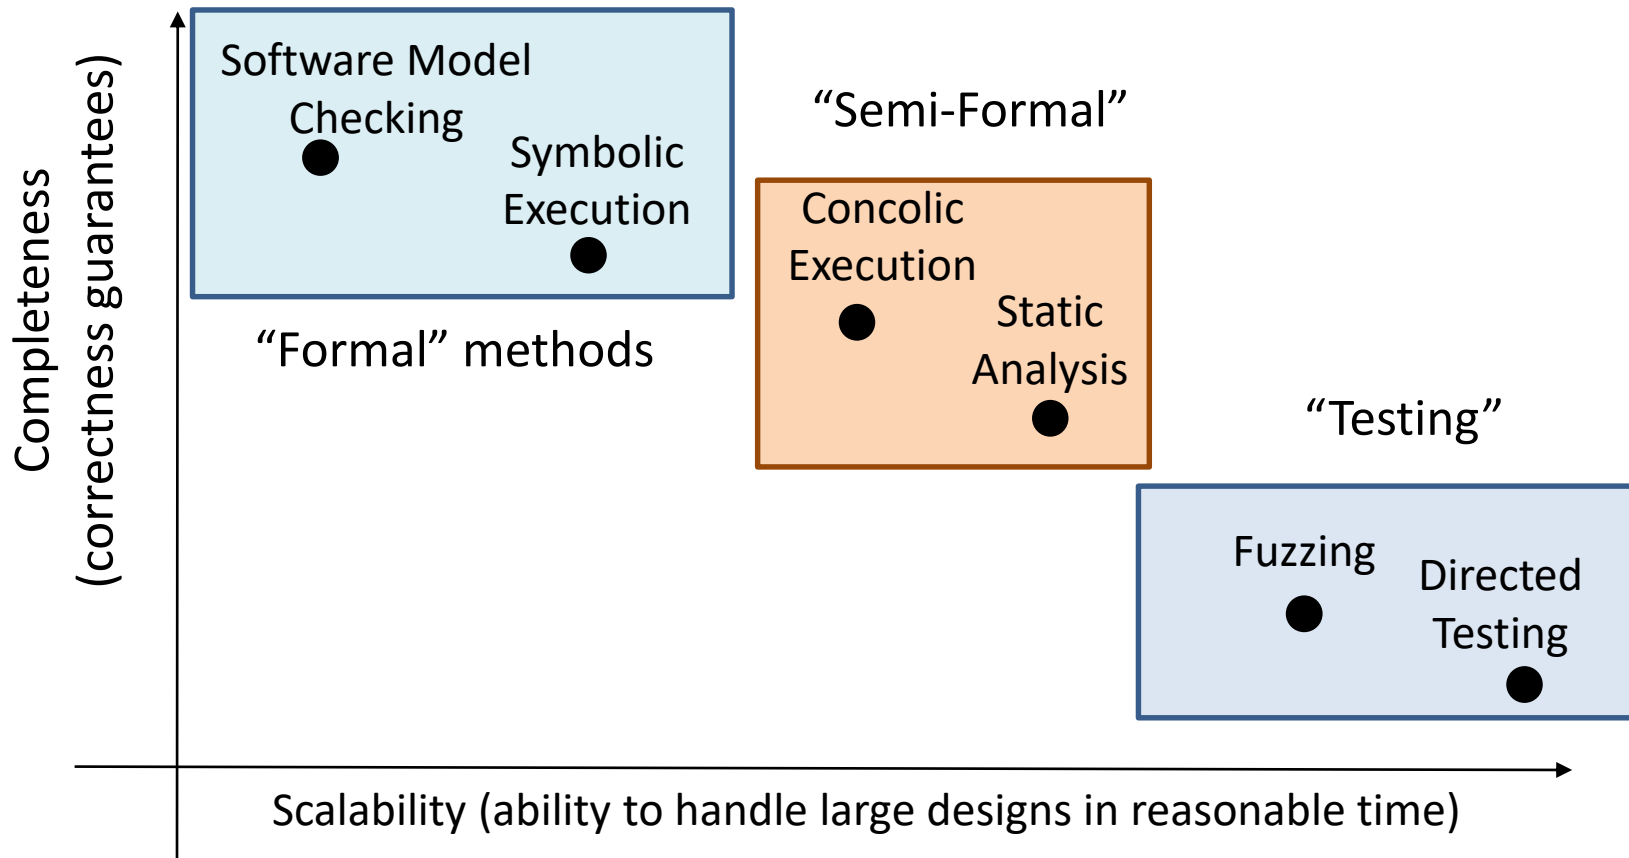 Completeness
(correctness guarantees)
Software Model
Checking
Symbolic
Execution
“Formal” methods
“Semi-Formal”
Concolic
Execution
Static
Analysis
“Testing”
Fuzzing
Directed
Testing
Scalability (ability to handle large designs in reasonable time)